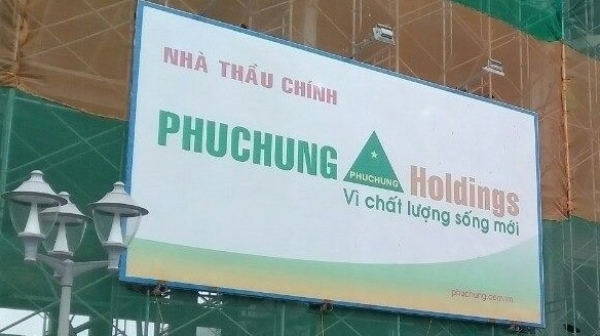 NHÀ THẦU CHÍNH
PHUCHUNG PHUCHUNG Holdings
Vì chất lượng sống mới
phuchung.com.vn